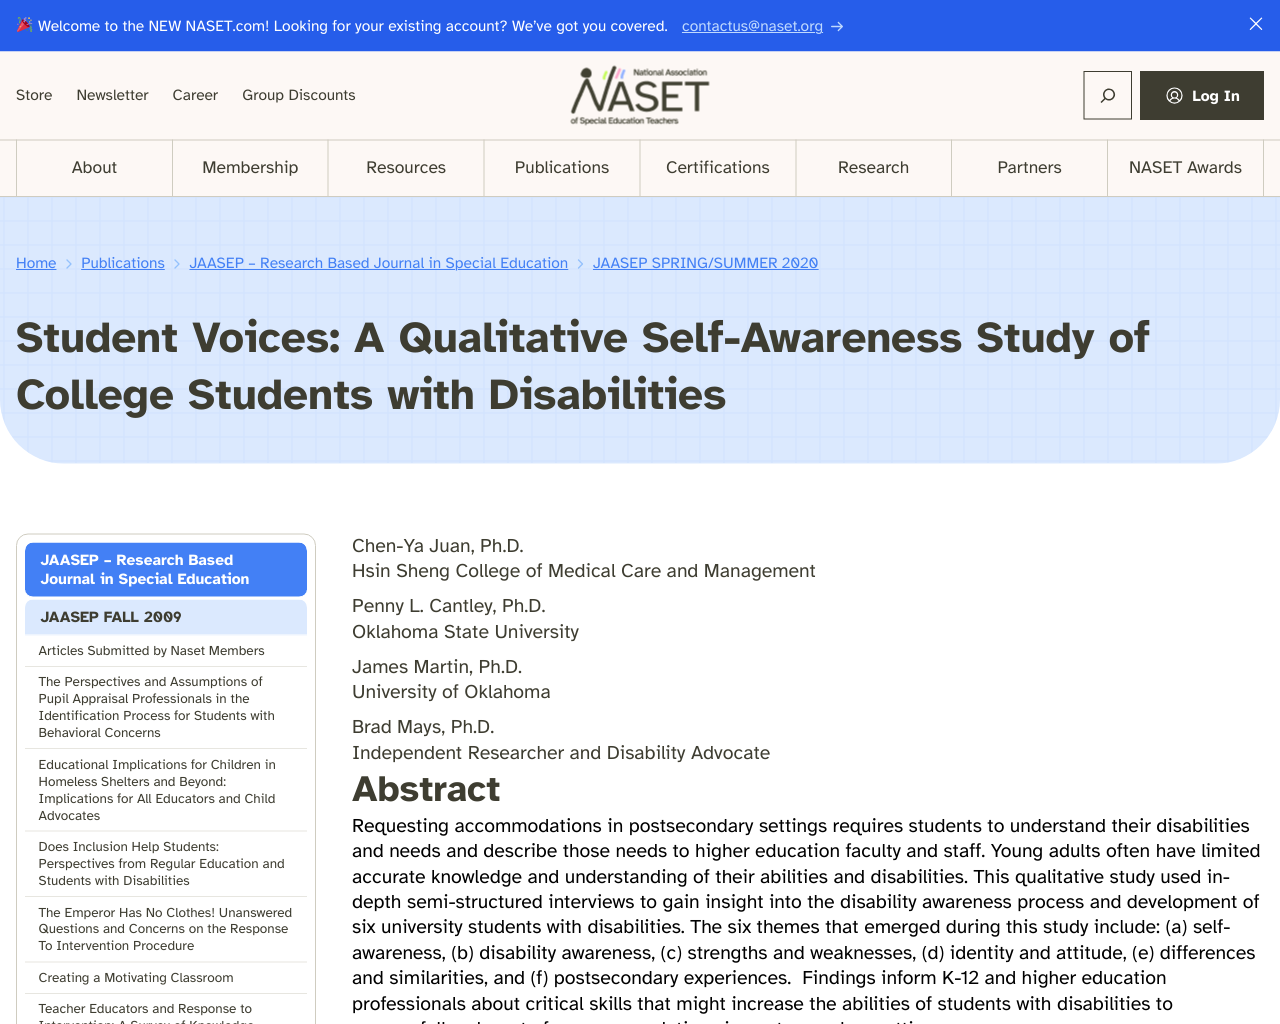 🎉 Welcome to the NEW NASET.com! Looking for your existing account? We've got you covered. contactus@naset.org →
Store Newsletter Career Group Discounts
National Association
NASET
of Special Education Teachers
Log In
About Membership Resources Publications Certifications Research Partners NASET Awards
Home > Publications > JAASEP – Research Based Journal in Special Education > JAASEP SPRING/SUMMER 2020
Student Voices: A Qualitative Self-Awareness Study of
College Students with Disabilities
JAASEP – Research Based
Journal in Special Education
JAASEP FALL 2009
Articles Submitted by Naset Members
The Perspectives and Assumptions of
Pupil Appraisal Professionals in the
Identification Process for Students with
Behavioral Concerns
Educational Implications for Children in
Homeless Shelters and Beyond:
Implications for All Educators and Child
Advocates
Does Inclusion Help Students:
Perspectives from Regular Education and
Students with Disabilities
The Emperor Has No Clothes! Unanswered
Questions and Concerns on the Response
To Intervention Procedure
Creating a Motivating Classroom
Teacher Educators and Response to
Chen-Ya Juan, Ph.D.
Hsin Sheng College of Medical Care and Management
Penny L. Cantley, Ph.D.
Oklahoma State University
James Martin, Ph.D.
University of Oklahoma
Brad Mays, Ph.D.
Independent Researcher and Disability Advocate
Abstract
Requesting accommodations in postsecondary settings requires students to understand their disabilities
and needs and describe those needs to higher education faculty and staff. Young adults often have limited
accurate knowledge and understanding of their abilities and disabilities. This qualitative study used in-
depth semi-structured interviews to gain insight into the disability awareness process and development of
six university students with disabilities. The six themes that emerged during this study include: (a) self-
awareness, (b) disability awareness, (c) strengths and weaknesses, (d) identity and attitude, (e) differences
and similarities, and (f) postsecondary experiences.  Findings inform K-12 and higher education
professionals about critical skills that might increase the abilities of students with disabilities to